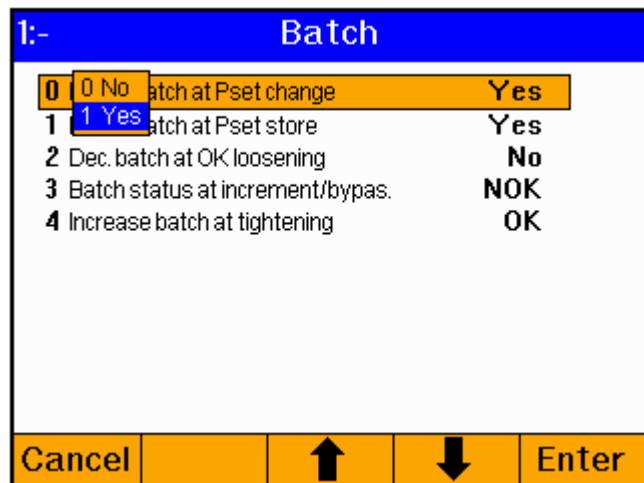 1:- Batch
0 atch at Pset change Yes
0 No
1 Yes
1 atch at Pset store Yes
2 Dec. batch at OK loosening No
3 Batch status at increment/bypas. NOK
4 Increase batch at tightening OK
Cancel Enter